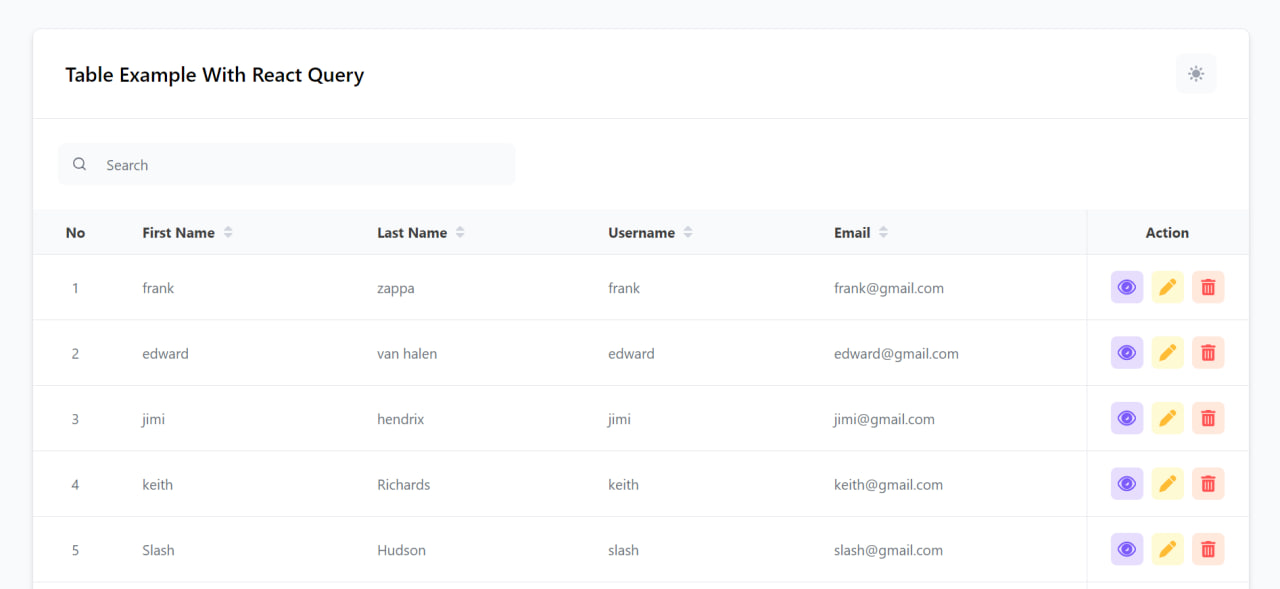 Table Example With React Query
Search
No First Name Last Name Username Email Action
1 frank zappa frank frank@gmail.com
2 edward van halen edward edward@gmail.com
3 jimi hendrix jimi jimi@gmail.com
4 keith Richards keith keith@gmail.com
5 Slash Hudson slash slash@gmail.com